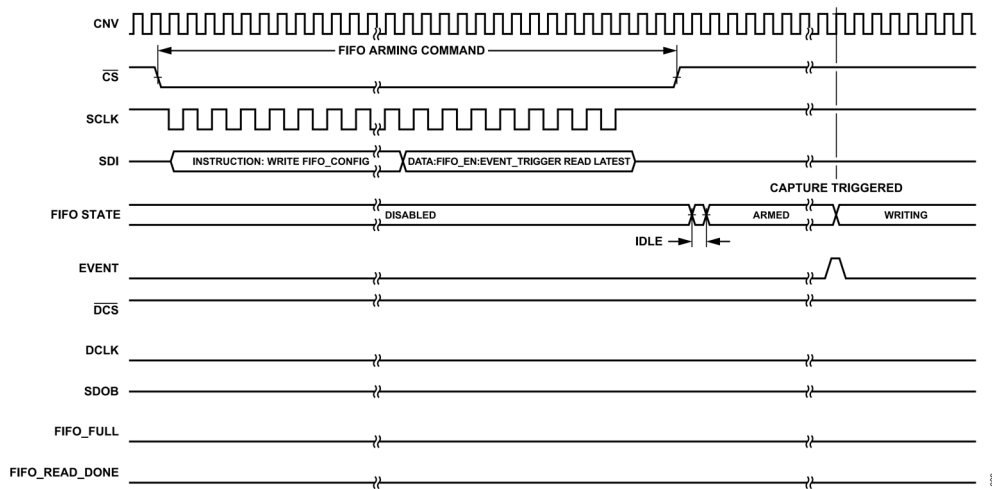 CNV
FIFO ARMING COMMAND
CS
SCLK
SDI
INSTRUCTION: WRITE FIFO_CONFIG
DATA:FIFO_EN:EVENT_TRIGGER READ LATEST
CAPTURE TRIGGERED
FIFO STATE
DISABLED
ARMED
WRITING
IDLE
EVENT
DCS
DCLK
SDOB
FIFO_FULL
FIFO_READ_DONE